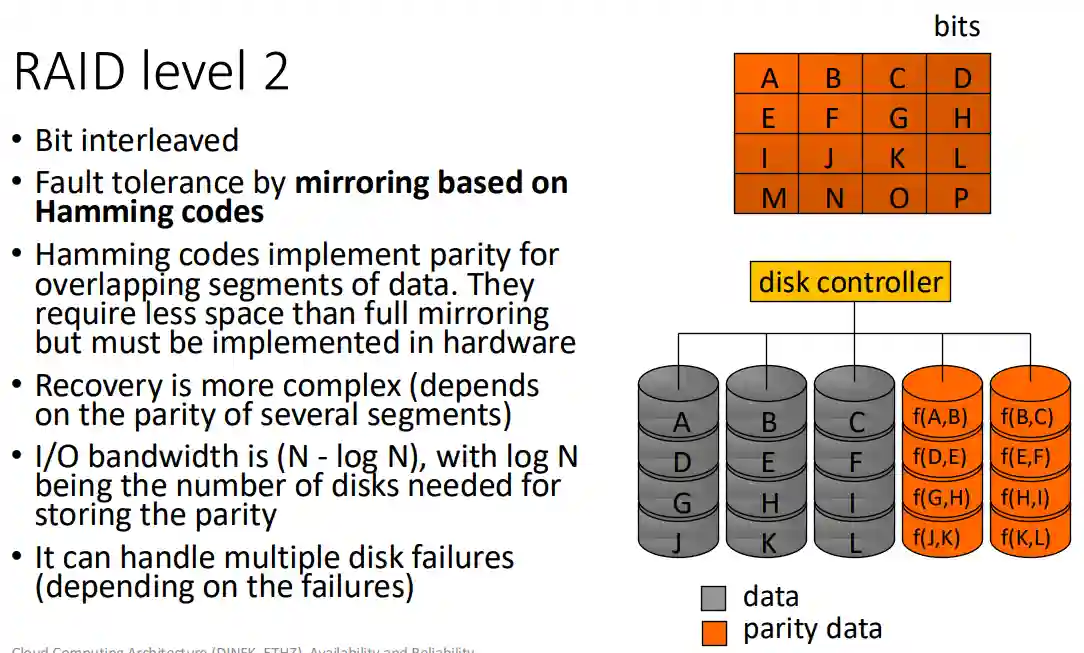 RAID level 2
• Bit interleaved
• Fault tolerance by mirroring based on
Hamming codes
• Hamming codes implement parity for
overlapping segments of data. They
require less space than full mirroring
but must be implemented in hardware
• Recovery is more complex (depends
on the parity of several segments)
• I/O bandwidth is (N - log N), with log N
being the number of disks needed for
storing the parity
• It can handle multiple disk failures
(depending on the failures)
bits
A B C D
E F G H
I J K L
M N O P
disk controller
A B C f(A,B) f(B,C)
D E F f(D,E) f(E,F)
G H I f(G,H) f(H,I)
J K L f(J,K) f(K,L)
data
parity data
Cloud Computing Architecture (DINFK, ETHZ) Availability and Reliability